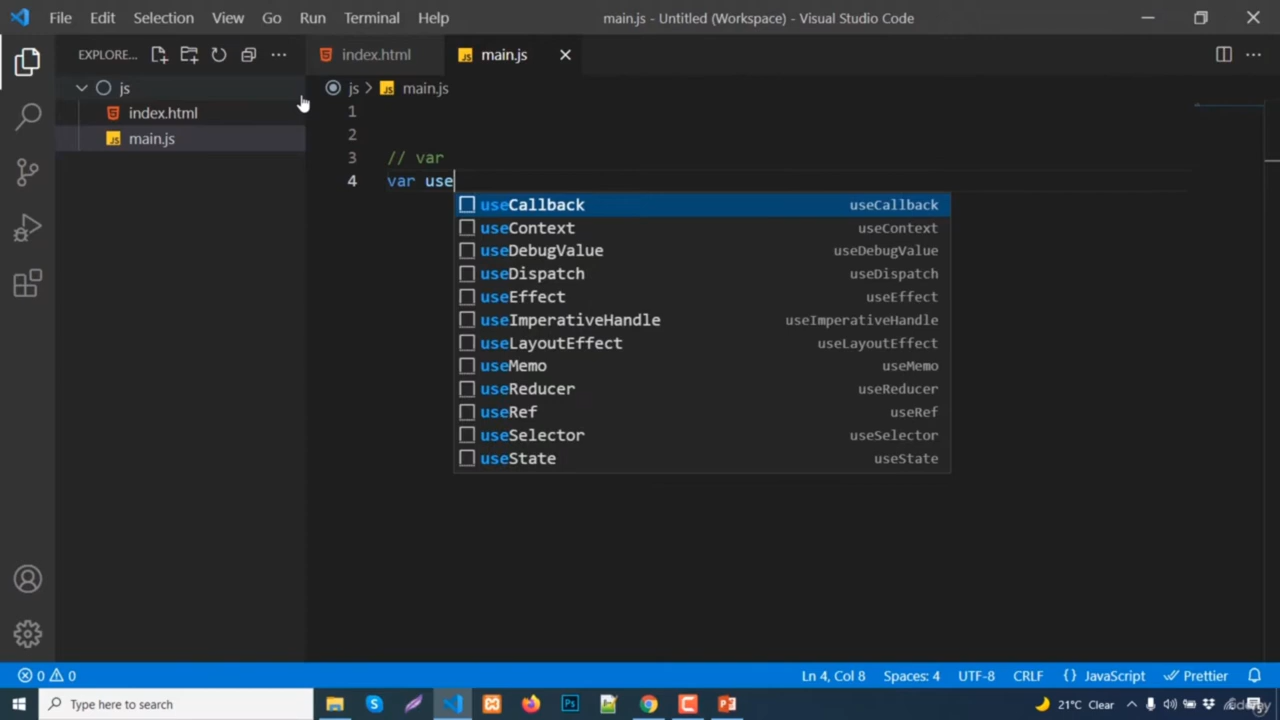 File Edit Selection View Go Run Terminal Help main.js - Untitled (Workspace) - Visual Studio Code
EXPLORE... index.html JS main.js
js
js > JS main.js
index.html
JS main.js
1
2
3 // var
4 var use
useCallback useCallback
useContext useContext
useDebugValue useDebugValue
useDispatch useDispatch
useEffect useEffect
useImperativeHandle useImperativeHandle
useLayoutEffect useLayoutEffect
useMemo useMemo
useReducer useReducer
useRef useRef
useSelector useSelector
useState useState
0 0 Ln 4, Col 8 Spaces: 4 UTF-8 CRLF {} JavaScript Prettier
Type here to search 21°C Clear